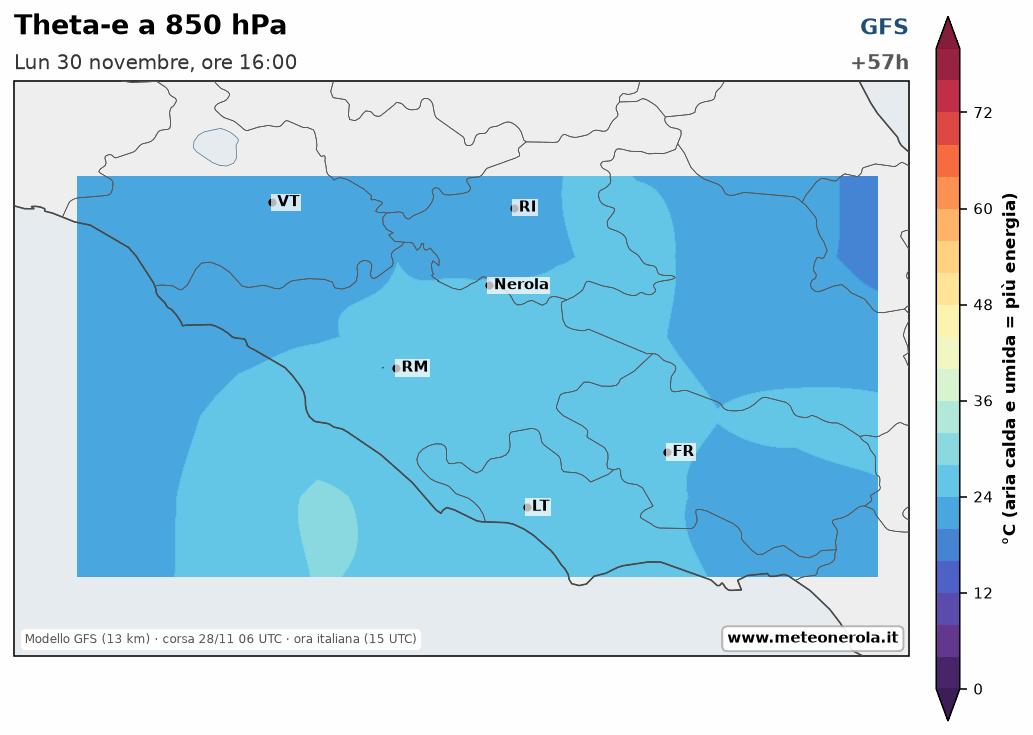 Theta-e a 850 hPa
GFS
Lun 30 novembre, ore 16:00
+57h
72
60
48
36
24
12
0
°C (aria calda e umida = più energia)
VT
RI
Nerola
RM
FR
LT
Modello GFS (13 km) · corsa 28/11 06 UTC · ora italiana (15 UTC)
www.meteonerola.it